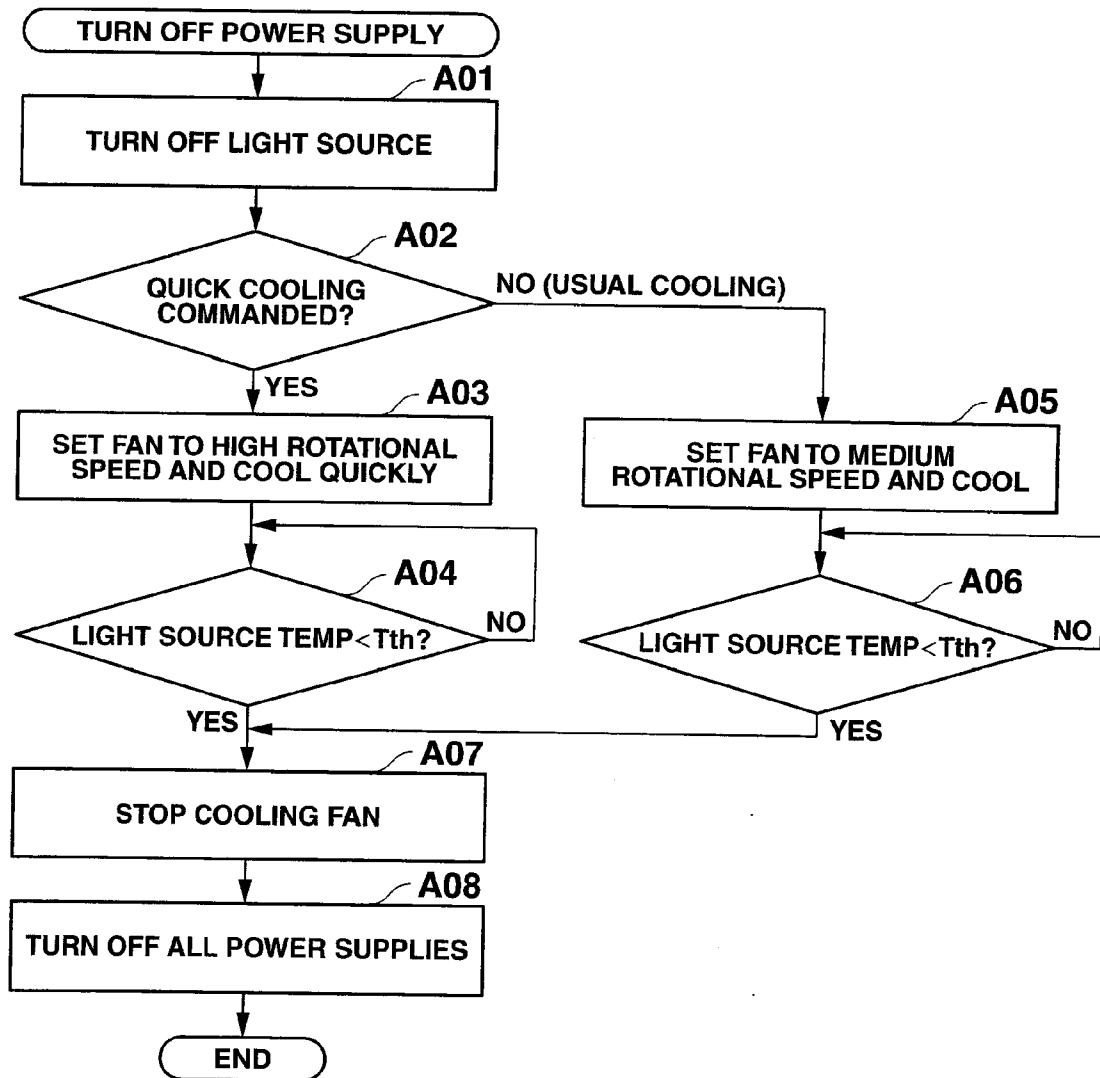 TURN OFF POWER SUPPLY
A01
TURN OFF LIGHT SOURCE
A02
QUICK COOLING
COMMANDED?
NO (USUAL COOLING)
YES
A03
SET FAN TO HIGH ROTATIONAL
SPEED AND COOL QUICKLY
A05
SET FAN TO MEDIUM
ROTATIONAL SPEED AND COOL
A04
LIGHT SOURCE TEMP<Tth?
NO
A06
LIGHT SOURCE TEMP<Tth?
NO
YES
YES
A07
STOP COOLING FAN
A08
TURN OFF ALL POWER SUPPLIES
END